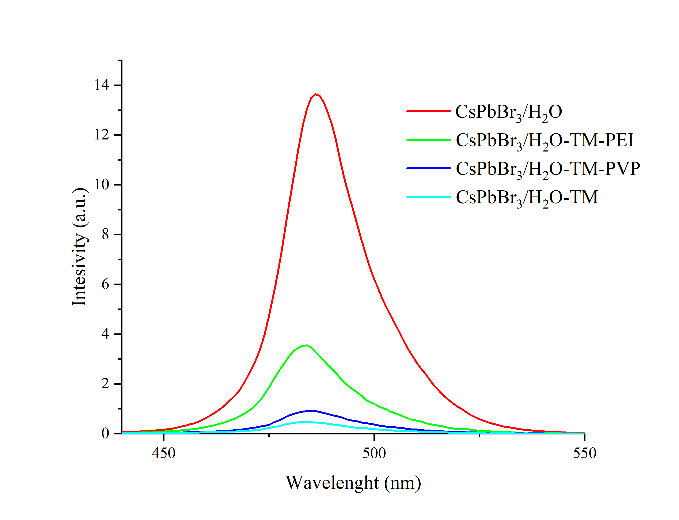 14
12
10
8
6
4
2
0
Intesivity (a.u.)
CsPbBr₃/H₂O
CsPbBr₃/H₂O-TM-PEI
CsPbBr₃/H₂O-TM-PVP
CsPbBr₃/H₂O-TM
450 500 550
Wavelenght (nm)